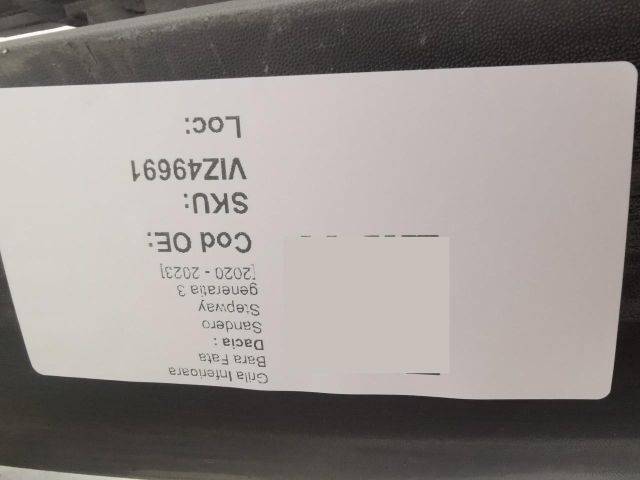 Grila Inferioara
Bara Fata
Dacia :
Sandero
Stepway
generatia 3
[2020 - 2023]
Cod OE:
SKU:
VIZ49691
Loc: